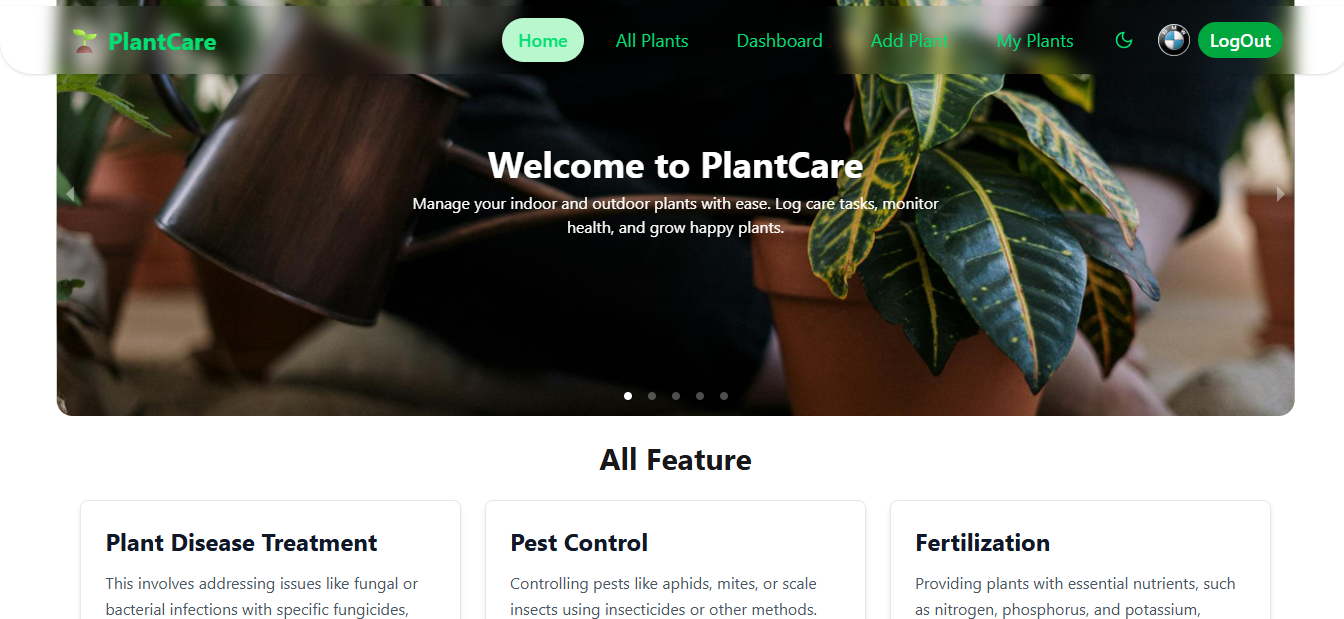 PlantCare
Home
All Plants
Dashboard
Add Plant
My Plants
LogOut
Welcome to PlantCare
Manage your indoor and outdoor plants with ease. Log care tasks, monitor
health, and grow happy plants.
All Feature
Plant Disease Treatment
This involves addressing issues like fungal or
bacterial infections with specific fungicides,
Pest Control
Controlling pests like aphids, mites, or scale
insects using insecticides or other methods.
Fertilization
Providing plants with essential nutrients, such
as nitrogen, phosphorus, and potassium,